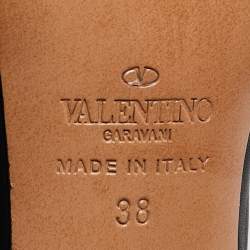 VALENTINO
GARAVANI
MADE IN ITALY
38